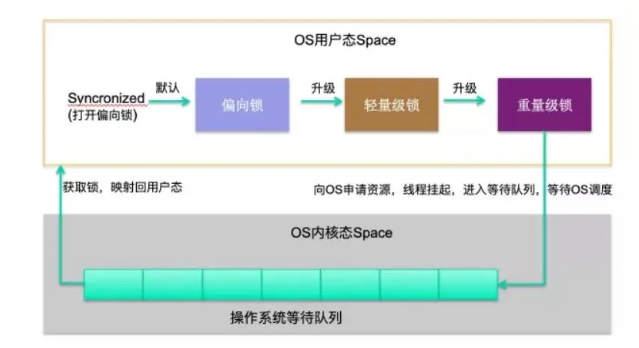 OS用户态Space
Syncronized
(打开偏向锁)
默认
偏向锁
升级
轻量级锁
升级
重量级锁
获取锁，映射回用户态
向OS申请资源，线程挂起，进入等待队列，等待OS调度
OS内核态Space
操作系统等待队列